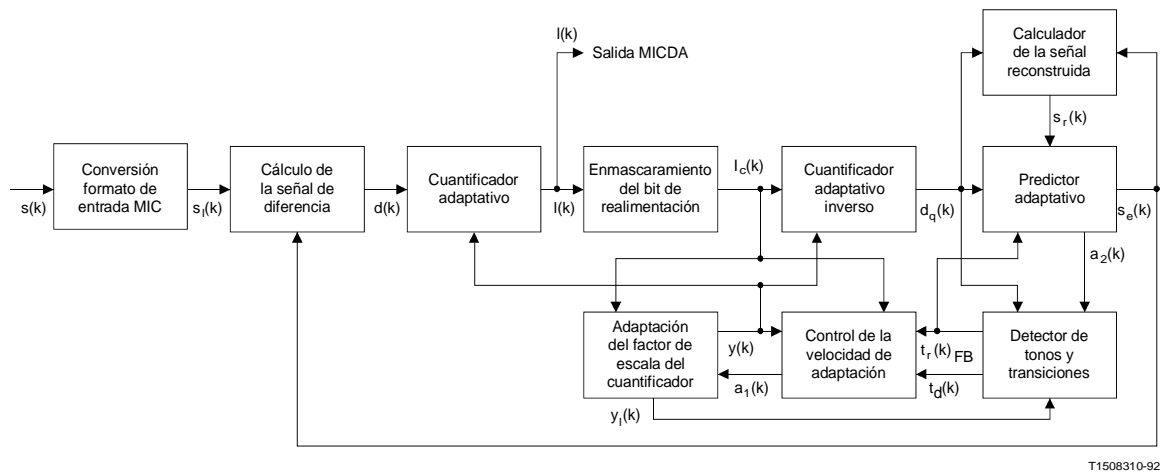 I(k)
Salida MICDA
Calculador
de la señal
reconstruida
s_r(k)
Conversión
formato de
entrada MIC
Cálculo de
la señal de
diferencia
Cuantificador
adaptativo
Enmascaramiento
del bit de
realimentación
I_c(k)
Cuantificador
adaptativo
inverso
Predictor
adaptativo
s(k)
s_l(k)
d(k)
I(k)
d_q(k)
s_e(k)
a_2(k)
Adaptación
del factor de
escala del
cuantificador
y(k)
a_1(k)
Control de la
velocidad de
adaptación
t_r(k) FB
t_d(k)
Detector de
tonos y
transiciones
y_l(k)
T1508310-92